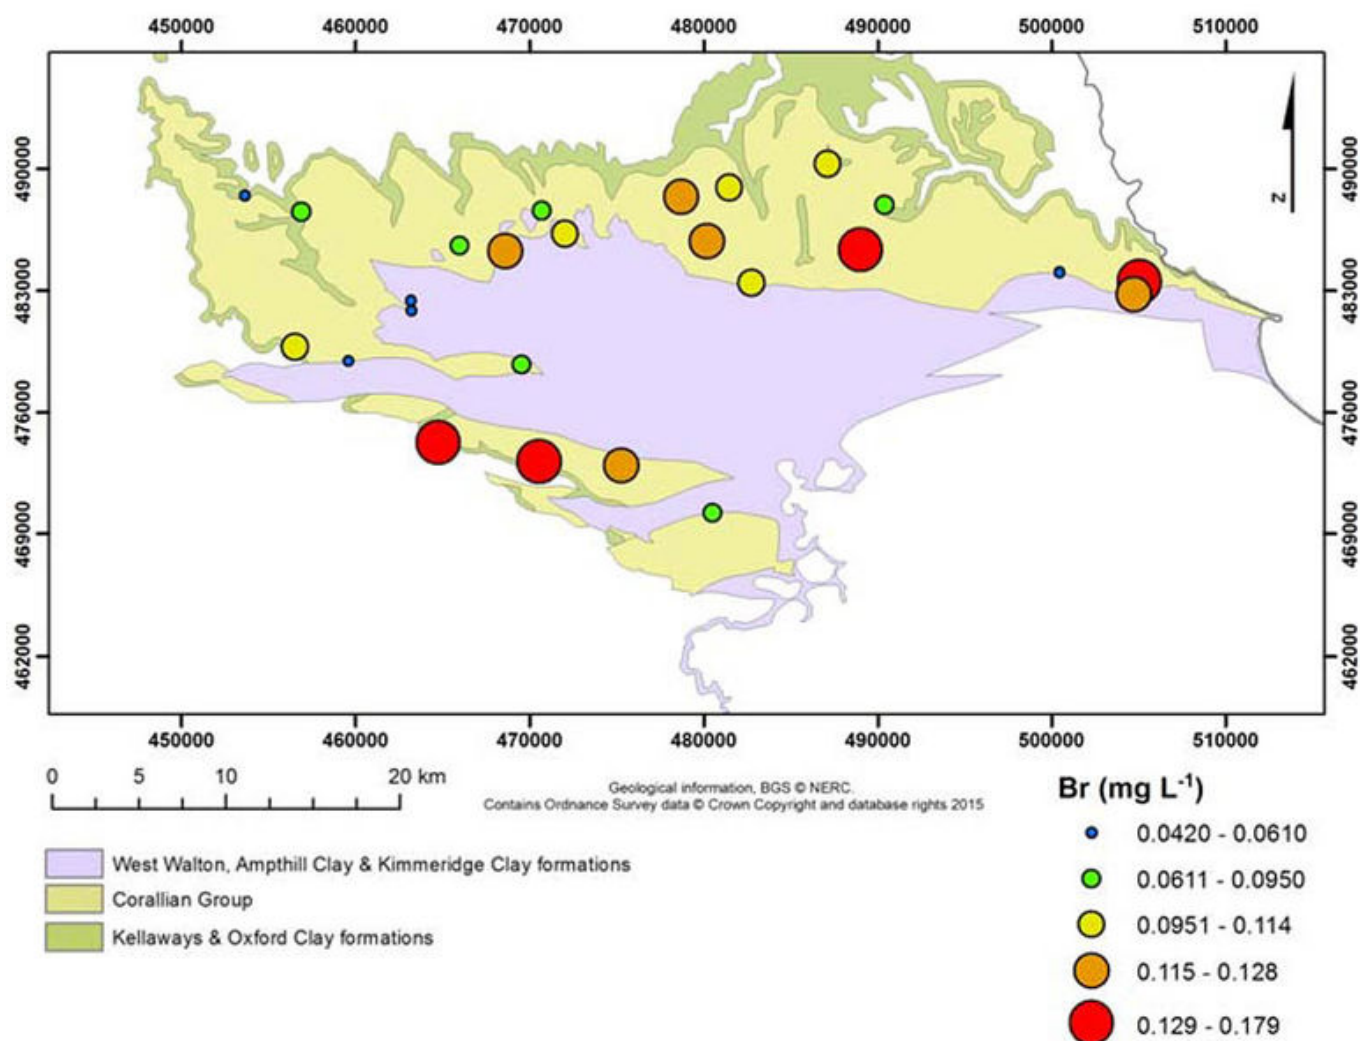 450000 460000 470000 480000 490000 500000 510000
490000 490000
483000 483000
476000 476000
469000 469000
462000 462000
N
450000 460000 470000 480000 490000 500000 510000
0 5 10 20 km
Geological information, BGS © NERC.
Contains Ordnance Survey data © Crown Copyright and database rights 2015
West Walton, Ampthill Clay & Kimmeridge Clay formations
Corallian Group
Kellaways & Oxford Clay formations
Br (mg L⁻¹)
0.0420 - 0.0610
0.0611 - 0.0950
0.0951 - 0.114
0.115 - 0.128
0.129 - 0.179